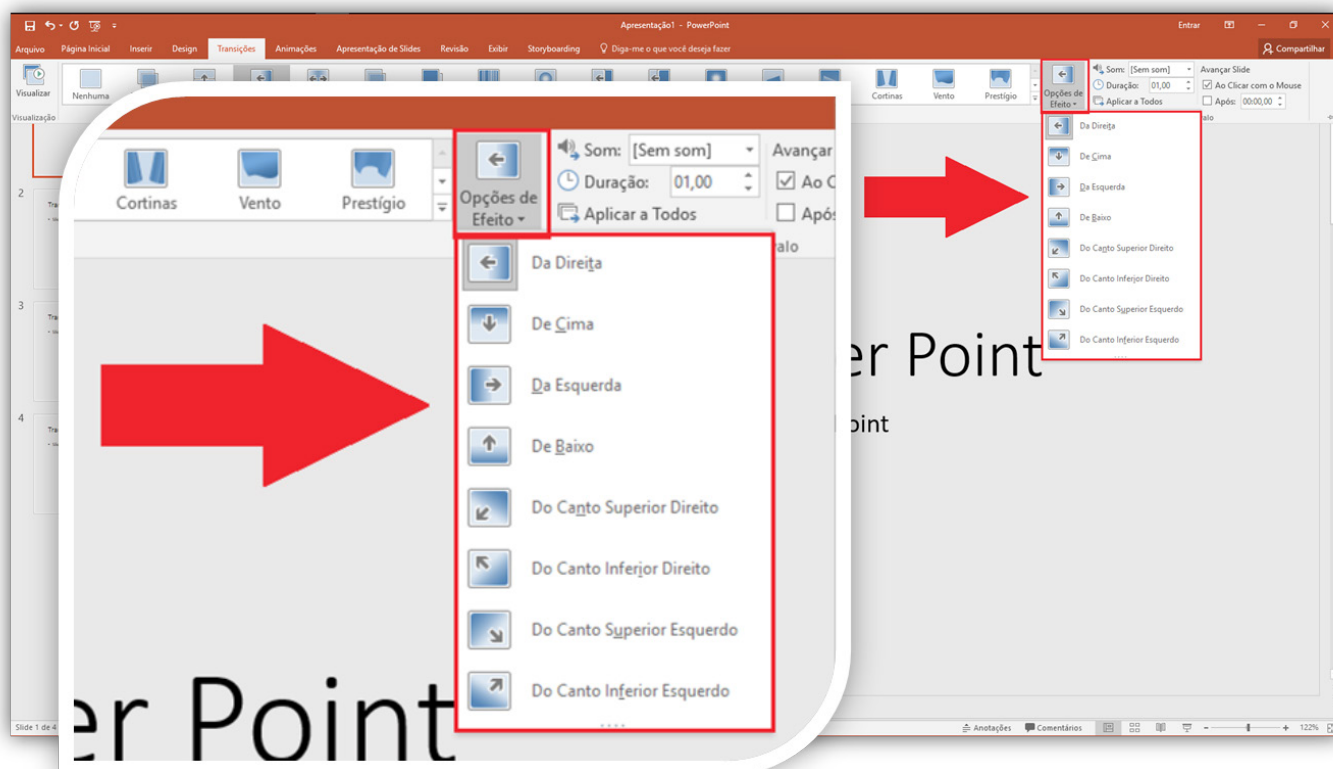 Apresentação1 - PowerPoint
Entrar
Arquivo Página Inicial Inserir Design Transições Animações Apresentação de Slides Revisão Exibir Storyboarding Diga-me o que você deseja fazer
Compartilhar
Visualizar
Nenhuma
Cortinas
Vento
Prestígio
Opções de
Efeito
Som: [Sem som]
Duração: 01,00
Aplicar a Todos
Avançar Slide
Ao Clicar com o Mouse
Após: 00:00,00
Visualização
alo
Da Direita
De Cima
Da Esquerda
De Baixo
Do Canto Superior Direito
Do Canto Inferior Direito
Do Canto Superior Esquerdo
Do Canto Inferior Esquerdo
er Point
oint
2
3
4
Cortinas
Vento
Prestígio
Opções de
Efeito
Som: [Sem som]
Duração: 01,00
Aplicar a Todos
Avançar
Ao C
Após
alo
Da Direita
De Cima
Da Esquerda
De Baixo
Do Canto Superior Direito
Do Canto Inferior Direito
Do Canto Superior Esquerdo
Do Canto Inferior Esquerdo
er Point
Slide 1 de 4
Anotações Comentários
122%